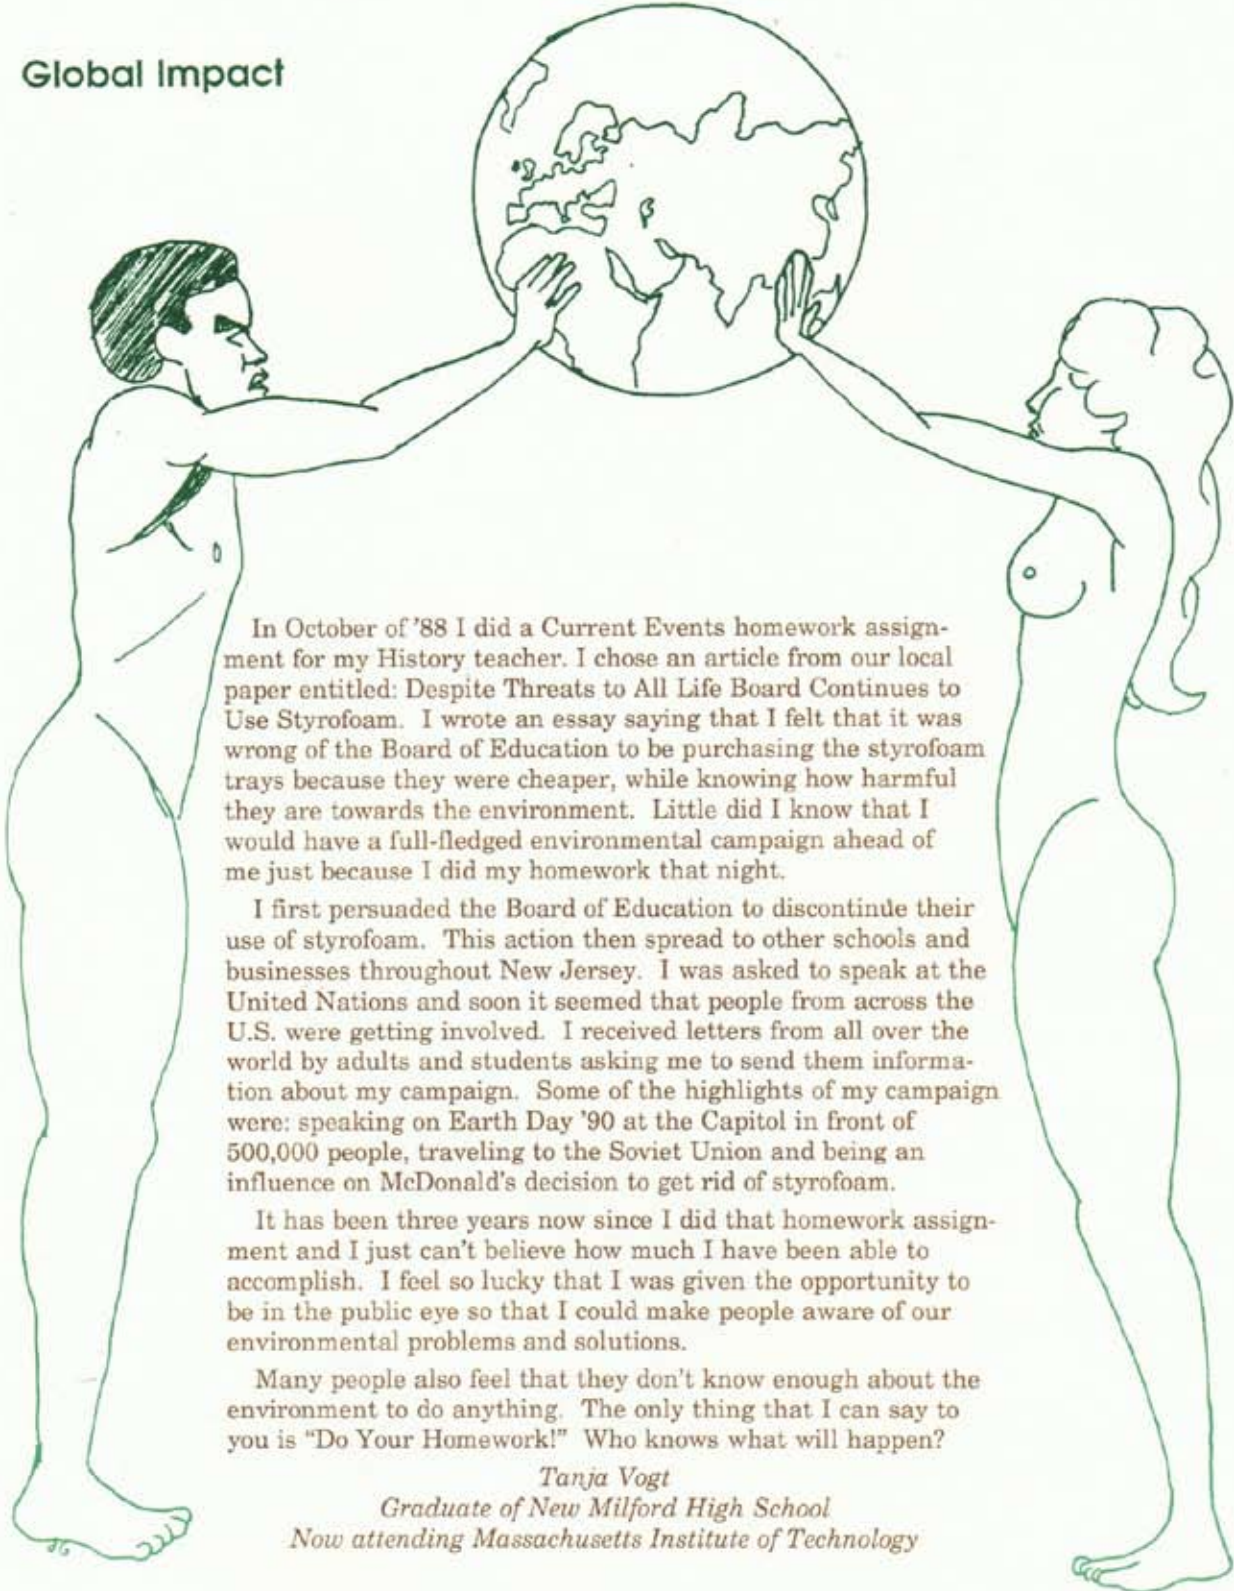 Global Impact
In October of '88 I did a Current Events homework assign-
ment for my History teacher. I chose an article from our local
paper entitled: Despite Threats to All Life Board Continues to
Use Styrofoam. I wrote an essay saying that I felt that it was
wrong of the Board of Education to be purchasing the styrofoam
trays because they were cheaper, while knowing how harmful
they are towards the environment. Little did I know that I
would have a full-fledged environmental campaign ahead of
me just because I did my homework that night.
I first persuaded the Board of Education to discontinue their
use of styrofoam. This action then spread to other schools and
businesses throughout New Jersey. I was asked to speak at the
United Nations and soon it seemed that people from across the
U.S. were getting involved. I received letters from all over the
world by adults and students asking me to send them informa-
tion about my campaign. Some of the highlights of my campaign
were: speaking on Earth Day '90 at the Capitol in front of
500,000 people, traveling to the Soviet Union and being an
influence on McDonald's decision to get rid of styrofoam.
It has been three years now since I did that homework assign-
ment and I just can't believe how much I have been able to
accomplish. I feel so lucky that I was given the opportunity to
be in the public eye so that I could make people aware of our
environmental problems and solutions.
Many people also feel that they don't know enough about the
environment to do anything. The only thing that I can say to
you is "Do Your Homework!" Who knows what will happen?
Tanja Vogt
Graduate of New Milford High School
Now attending Massachusetts Institute of Technology